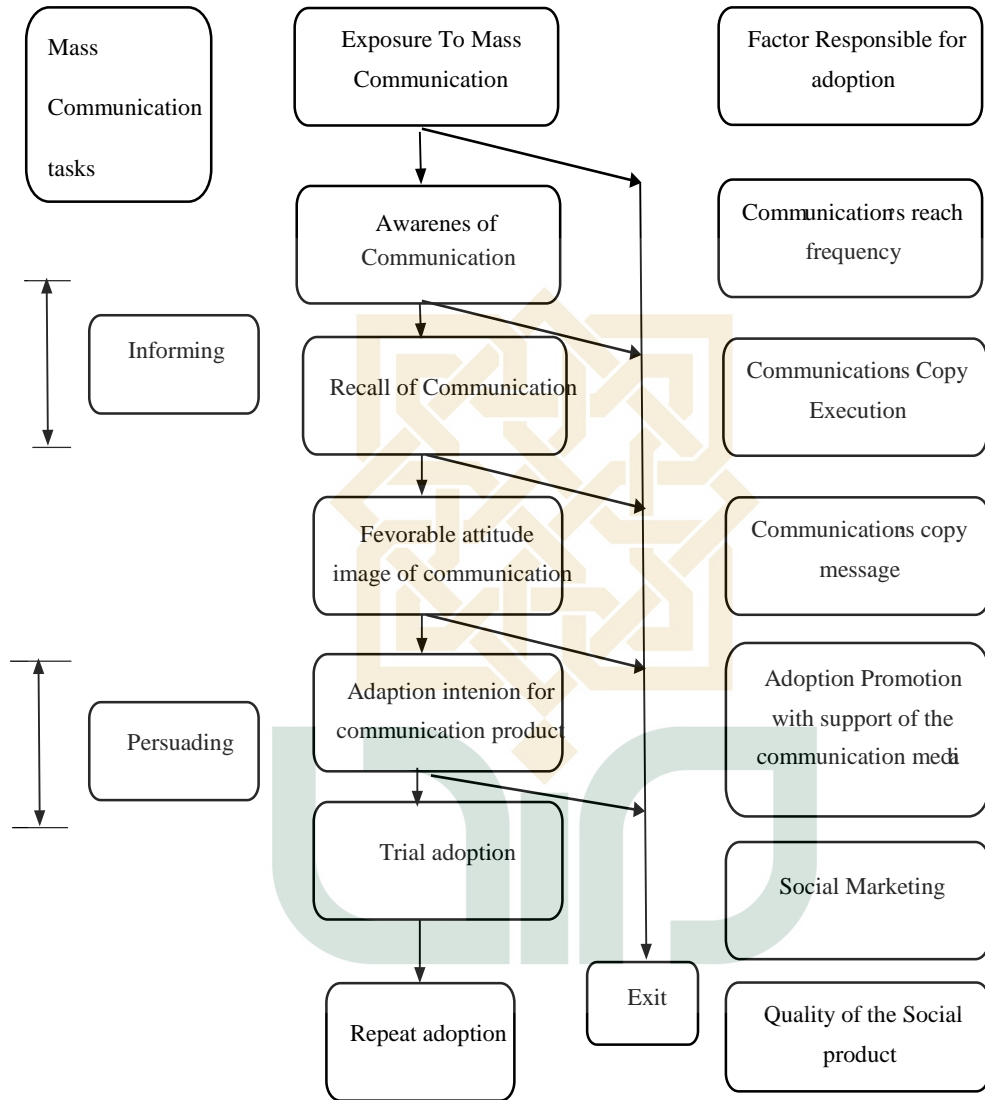 Mass
Communication
tasks
Exposure To Mass
Communication
Factor Responsible for
adoption
Awarenes of
Communication
Communication's reach
frequency
Informing
Recall of Communication
Communications Copy
Execution
Fevorable attitude
image of communication
Communications copy
message
Persuading
Adaption intenion for
communication product
Adoption Promotion
with support of the
communication media
Trial adoption
Social Marketing
Exit
Repeat adoption
Quality of the Social
product